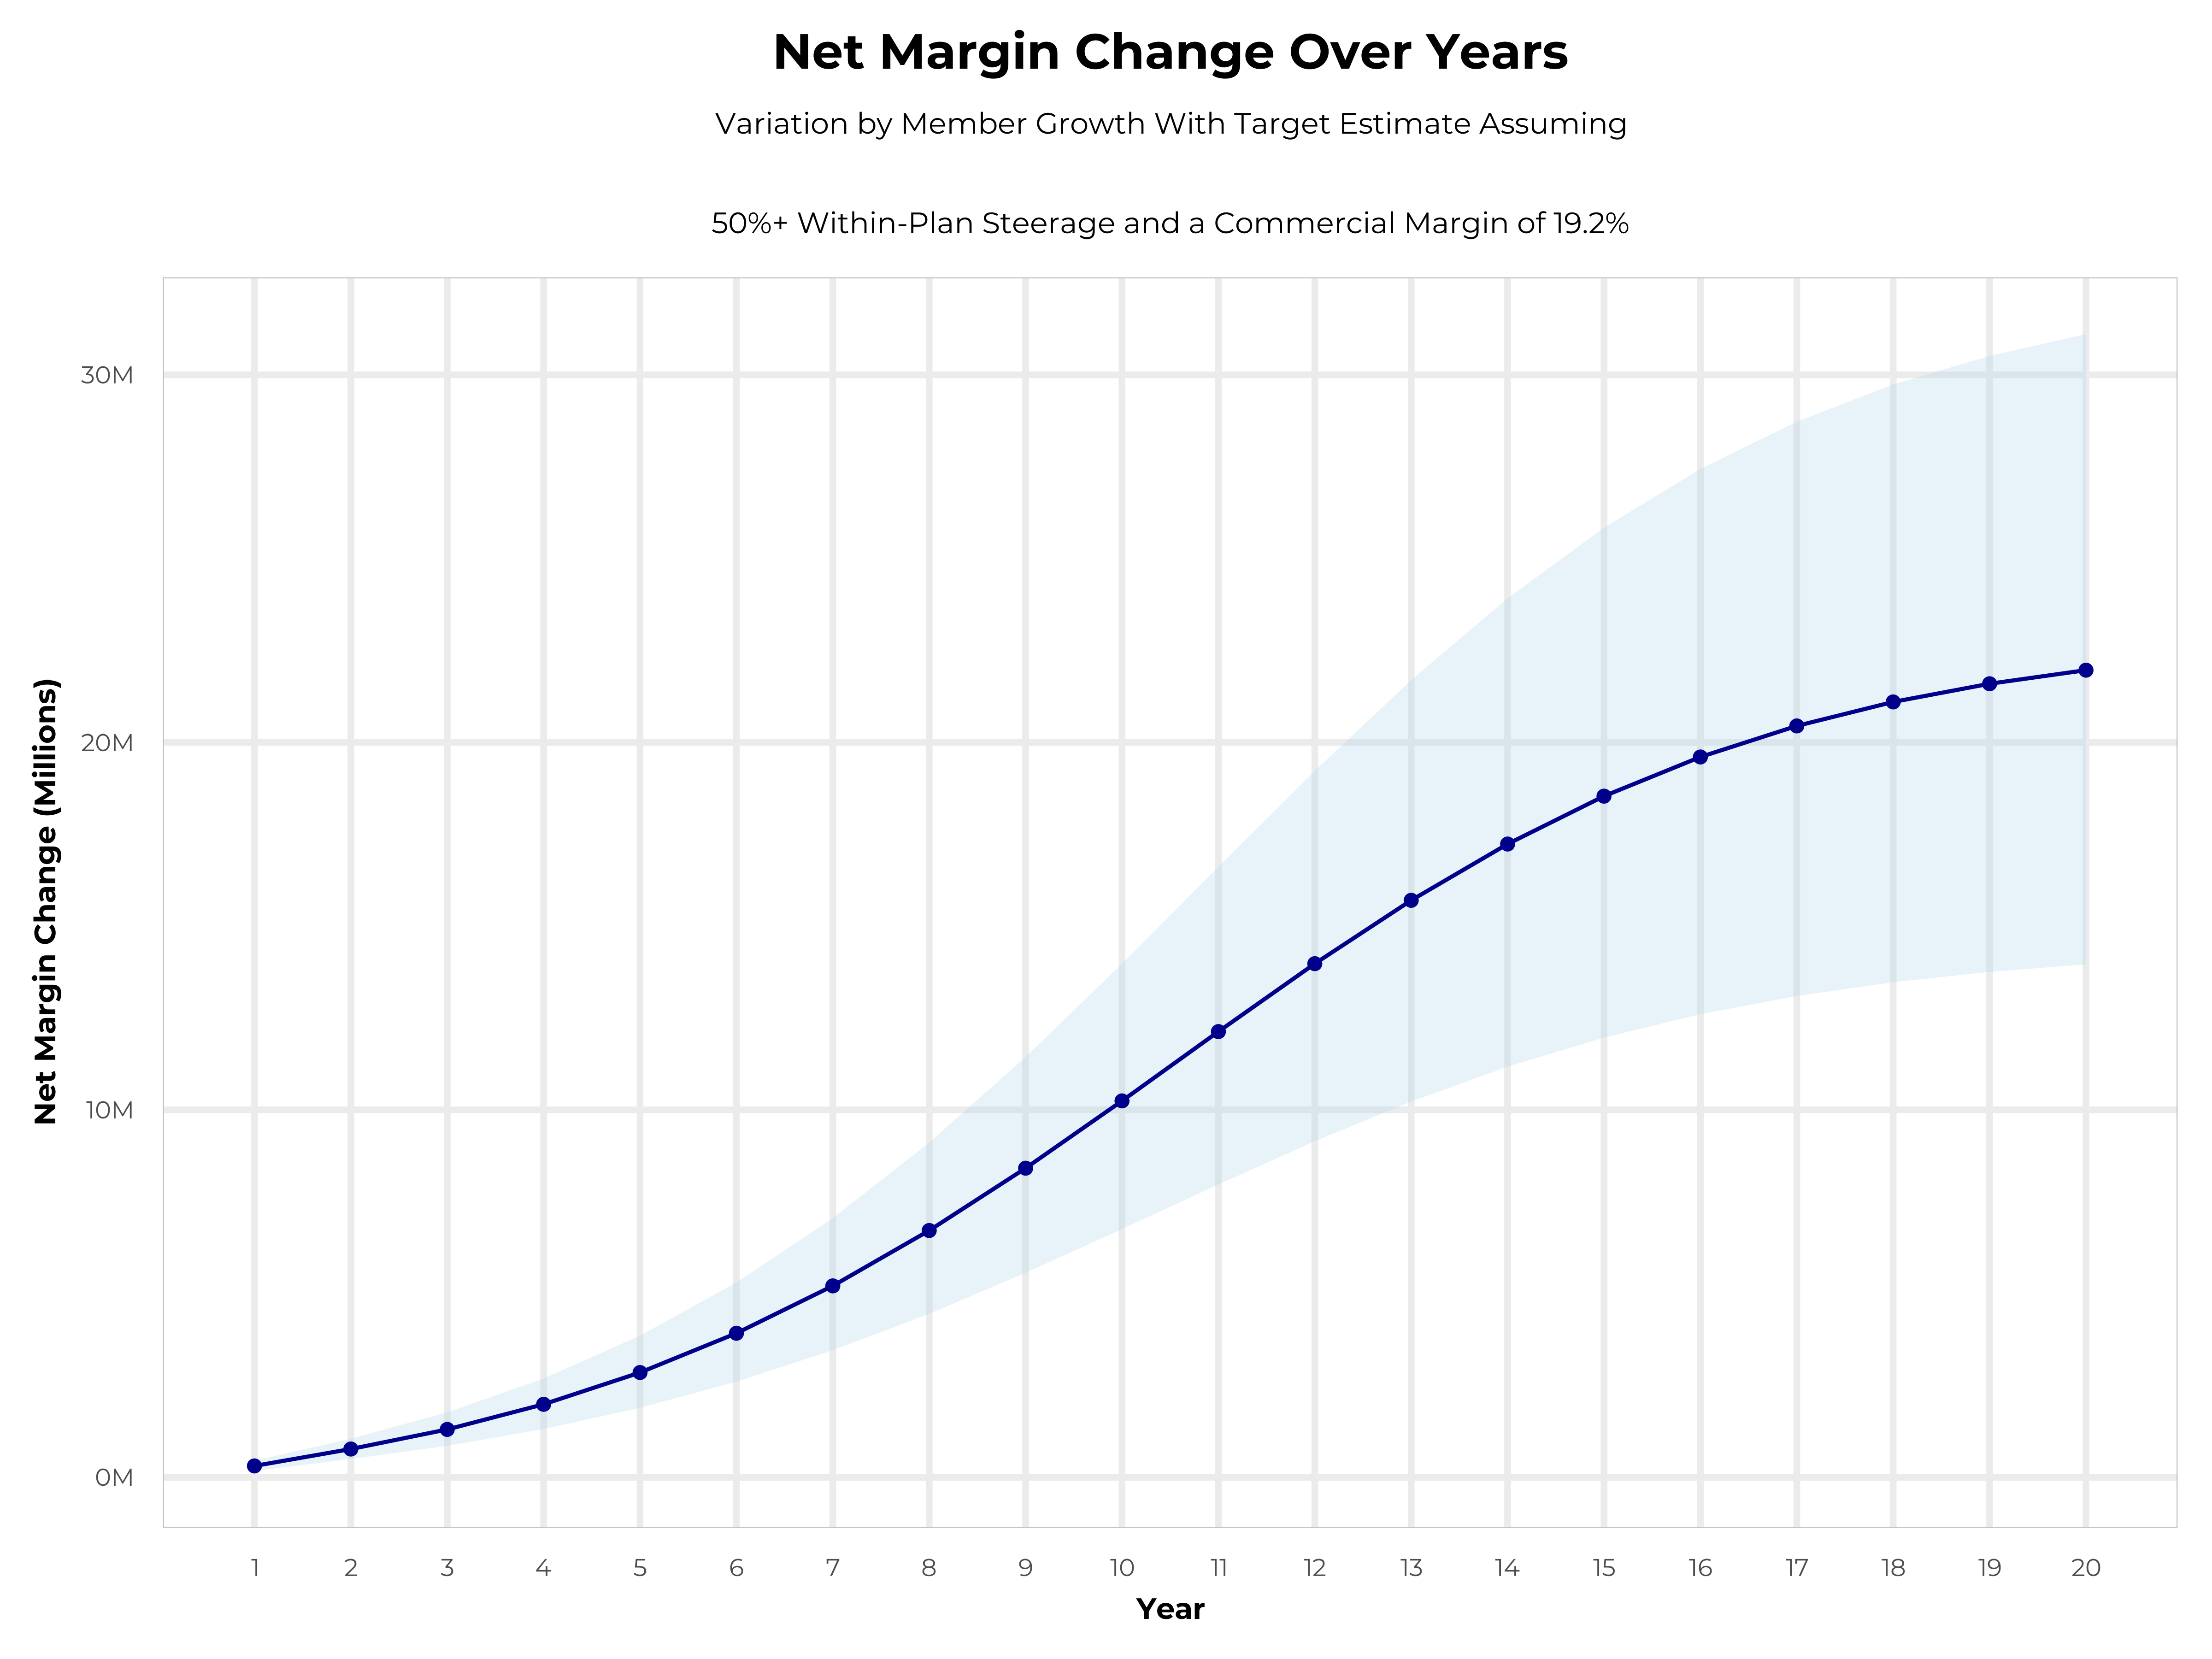 Net Margin Change Over Years
Variation by Member Growth With Target Estimate Assuming
50%+ Within-Plan Steerage and a Commercial Margin of 19.2%
Net Margin Change (Millions)
30M
20M
10M
0M
1 2 3 4 5 6 7 8 9 10 11 12 13 14 15 16 17 18 19 20
Year